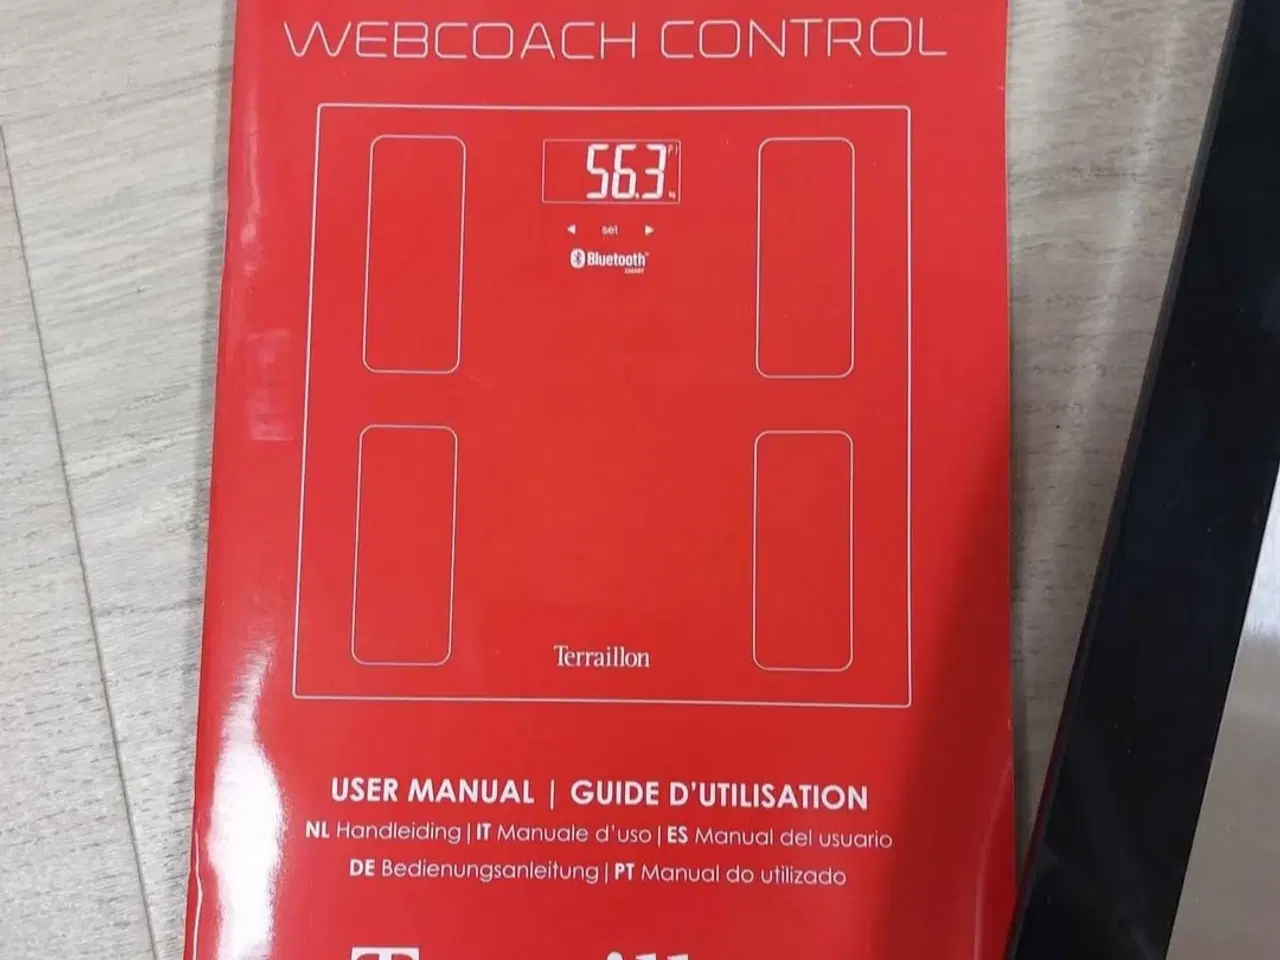 WEBCOACH CONTROL
56.3
set
Bluetooth
SMART
Terraillon
USER MANUAL | GUIDE D'UTILISATION
NL Handleiding | IT Manuale d'uso | ES Manual del usuario
DE Bedienungsanleitung | PT Manual do utilizado